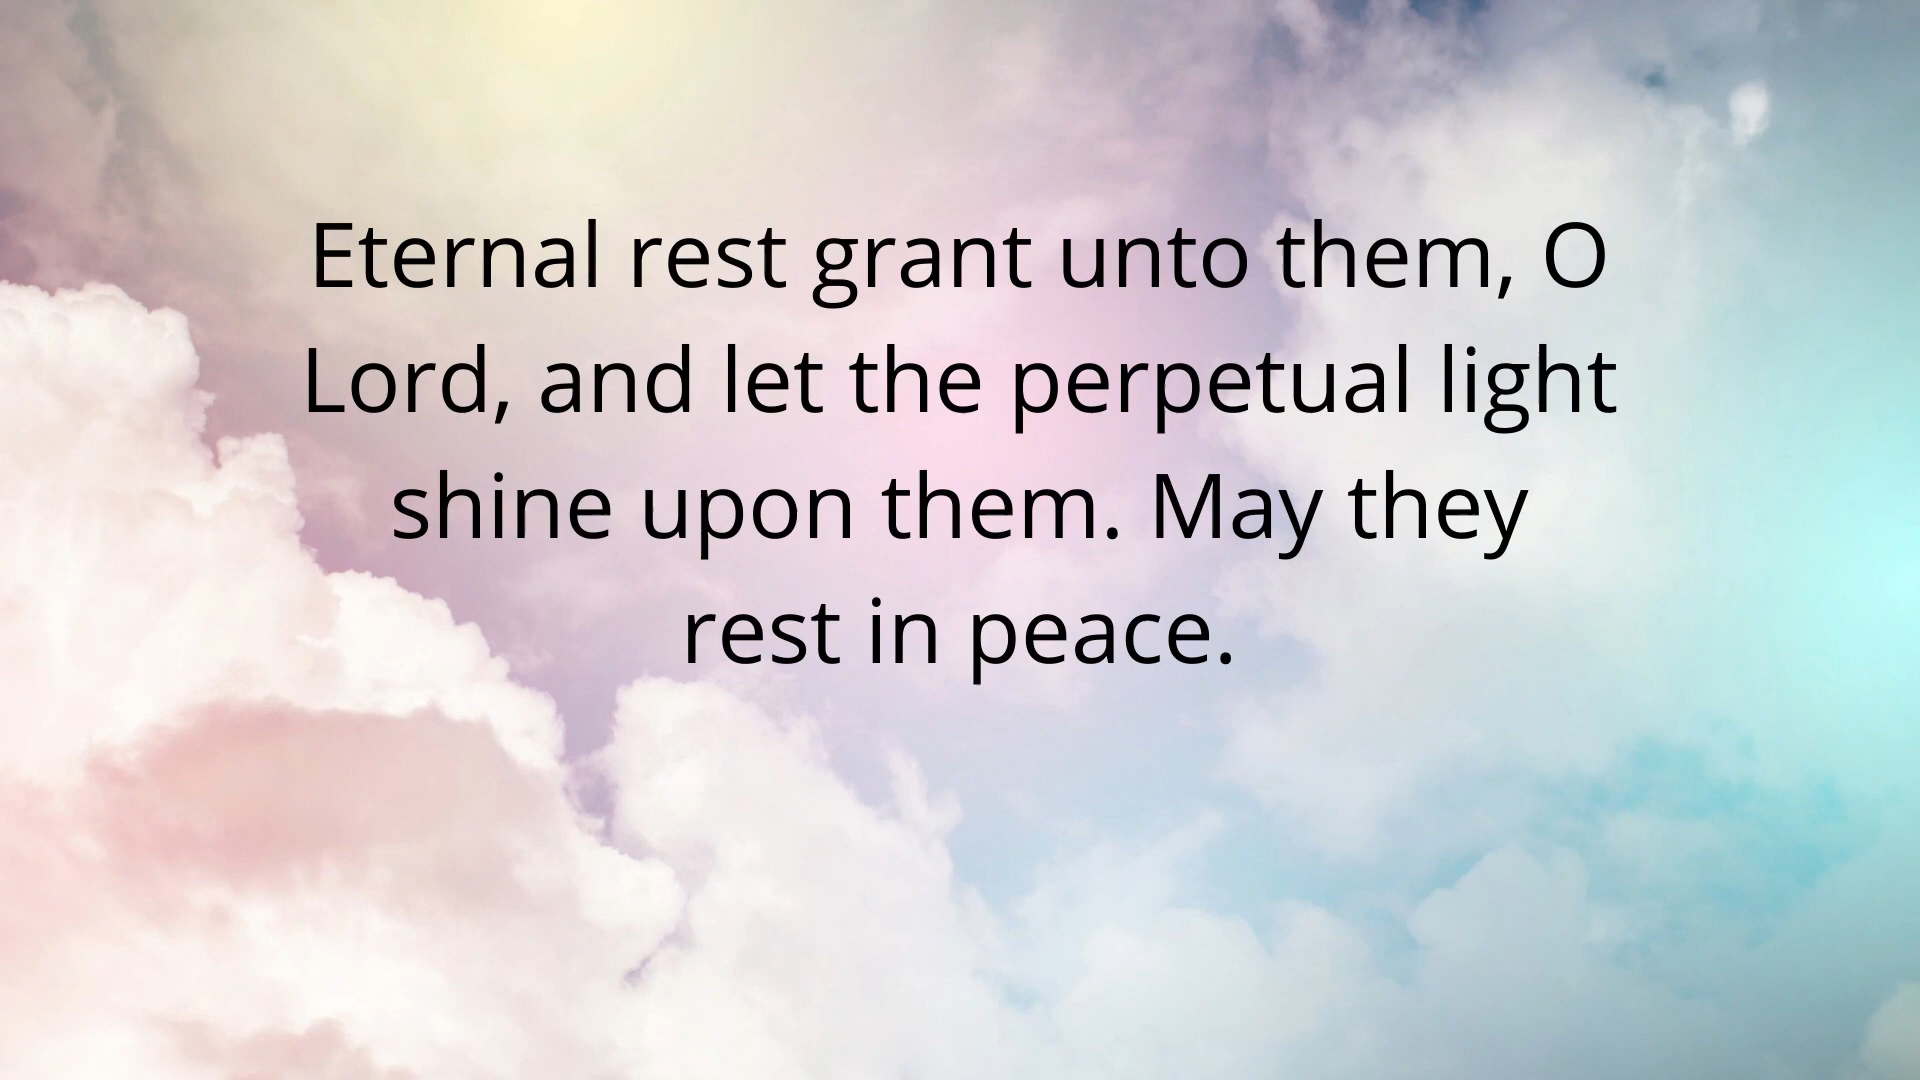 Eternal rest grant unto them, O
Lord, and let the perpetual light
shine upon them. May they
rest in peace.